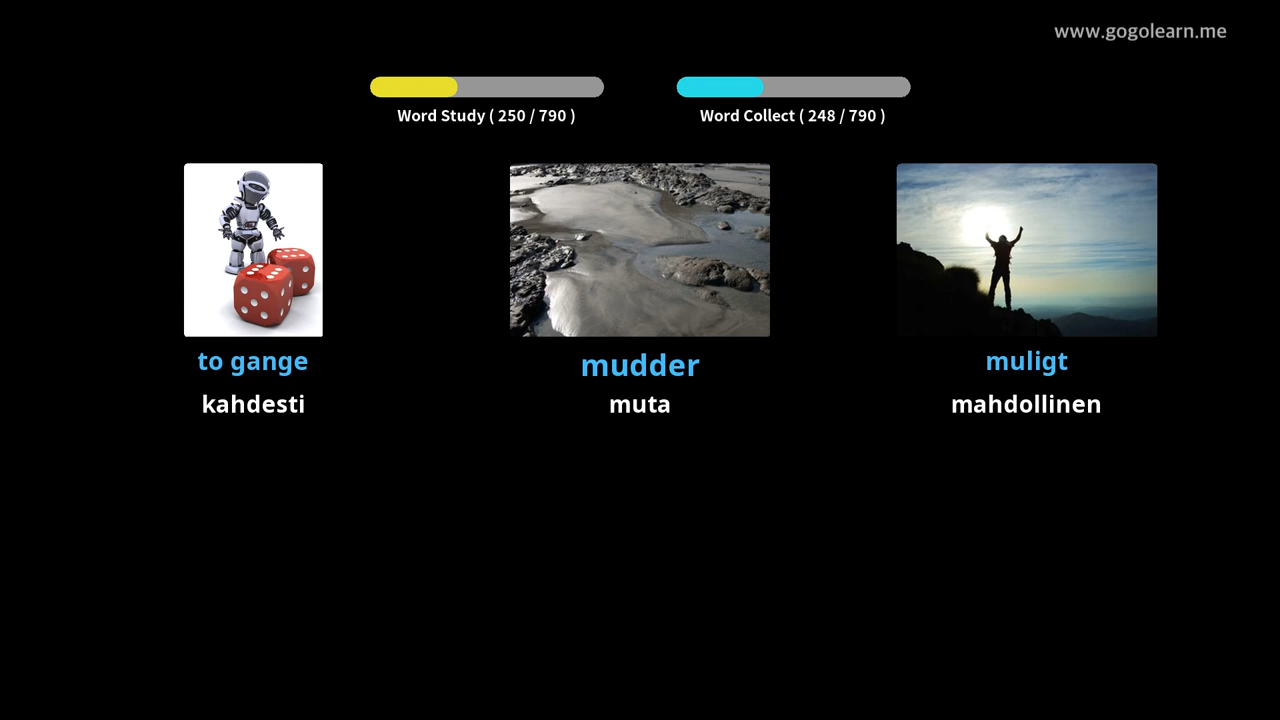 www.gogolearn.me
Word Study ( 250 / 790 )
Word Collect ( 248 / 790 )
to gange
mudder
muligt
kahdesti
muta
mahdollinen